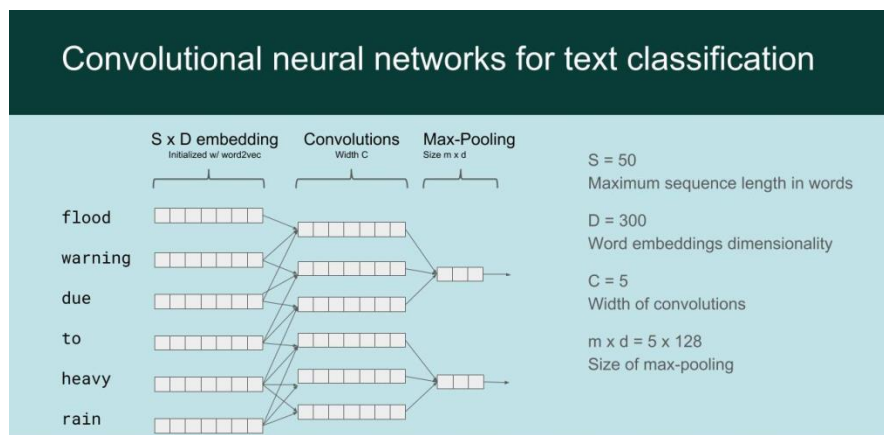 Convolutional neural networks for text classification
S x D embedding
Initialized w/ word2vec
Convolutions
Width C
Max-Pooling
Size m x d
flood
warning
due
to
heavy
rain
S = 50
Maximum sequence length in words
D = 300
Word embeddings dimensionality
C = 5
Width of convolutions
m x d = 5 x 128
Size of max-pooling